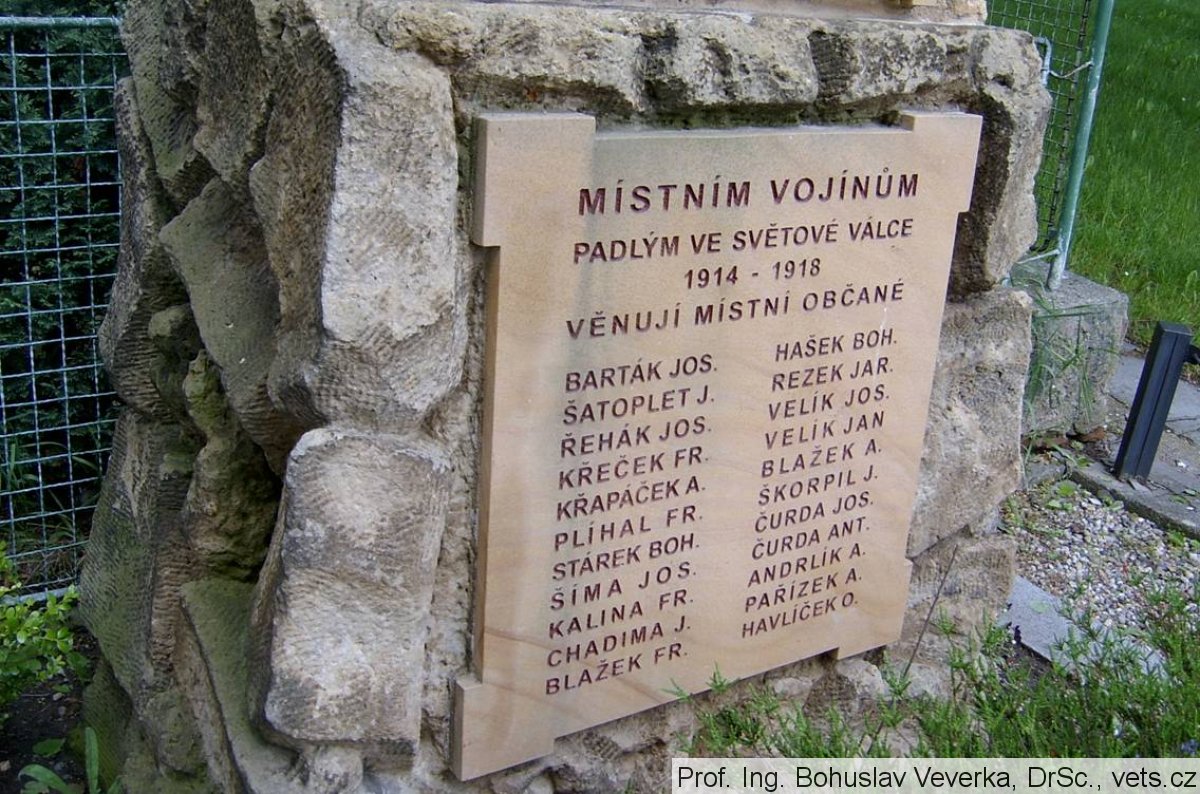 MÍSTNÍM VOJÍNŮM
PADLÝM VE SVĚTOVÉ VÁLCE
1914 - 1918
VĚNUJÍ MÍSTNÍ OBČANÉ
BARTÁK JOS.
ŠATOPLET J.
ŘEHÁK JOS.
KŘEČEK FR.
KŘAPÁČEK A.
PLÍHAL FR.
STÁREK BOH.
ŠÍMA JOS.
KALINA FR.
CHADIMA J.
BLAŽEK FR.
HAŠEK BOH.
REZEK JAR.
VELÍK JOS.
VELÍK JAN
BLAŽEK A.
ŠKORPIL J.
ČURDA JOS.
ČURDA ANT.
ANDRLÍK A.
PAŘÍZEK A.
HAVLÍČEK O.
Prof. Ing. Bohuslav Veverka, DrSc., vets.cz